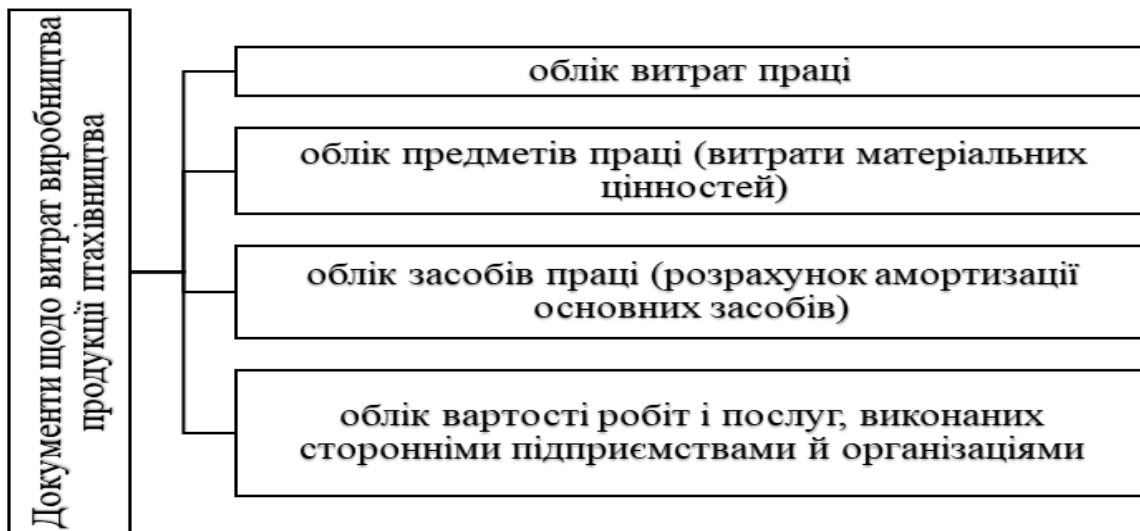 Документи щодо витрат виробництва
продукції птахівництва
облік витрат праці
облік предметів праці (витрати матеріальних
цінностей)
облік засобів праці (розрахунок амортизації
основних засобів)
облік вартості робіт і послуг, виконаних
сторонніми підприємствами й організаціями